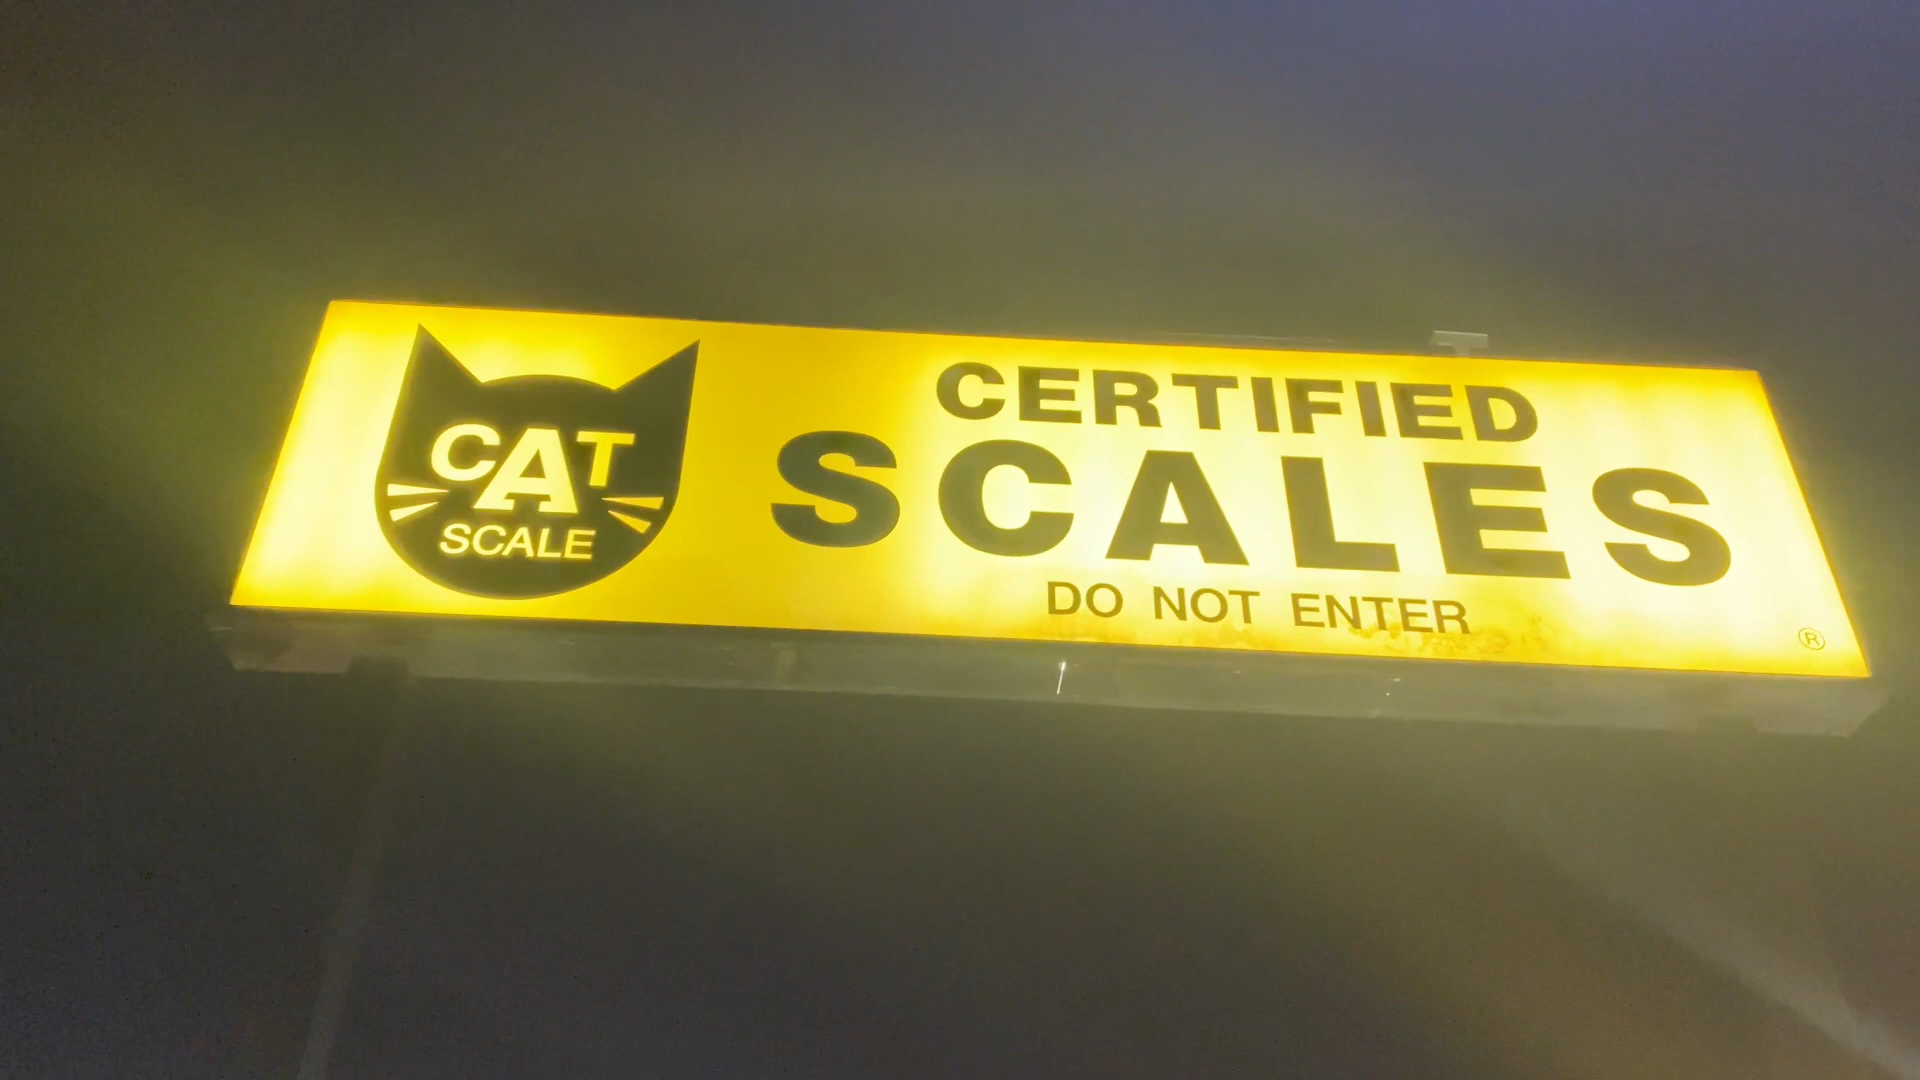 CAT
SCALE
CERTIFIED
SCALES
DO NOT ENTER
®